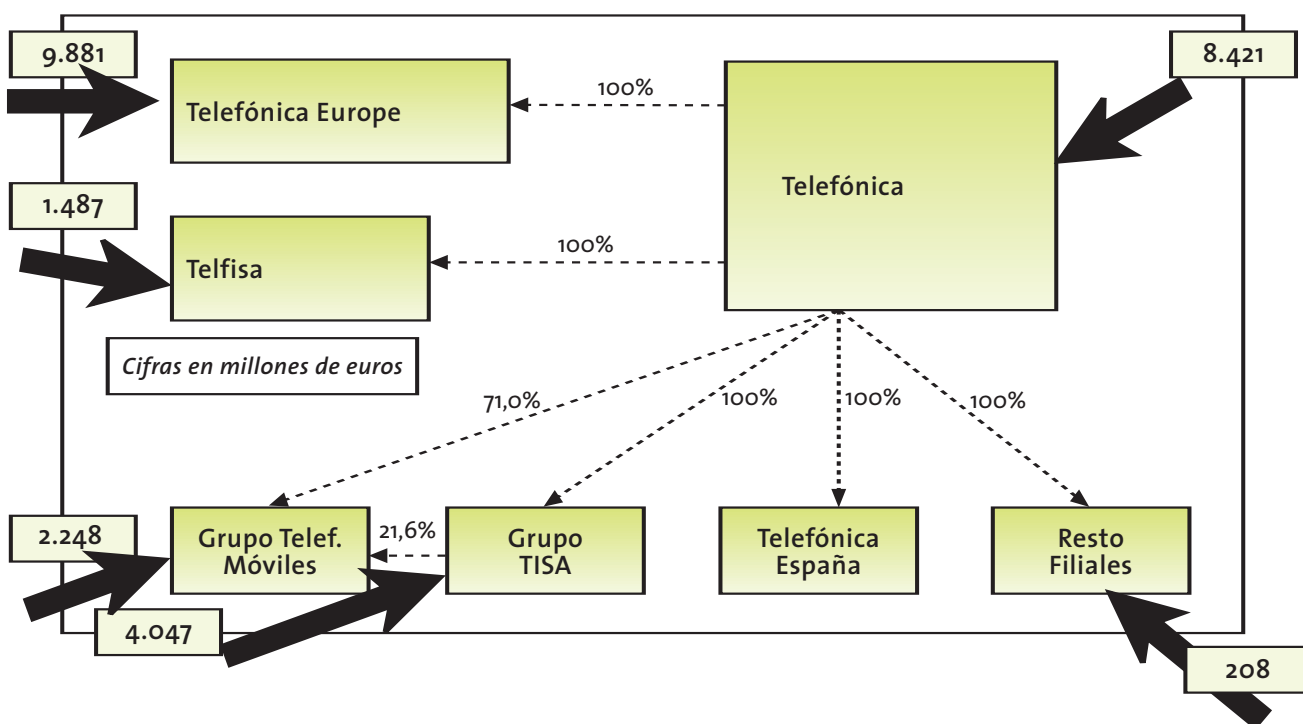 9.881
8.421
Telefónica Europe
100%
Telefónica
1.487
Telfisa
100%
Cifras en millones de euros
71,0%
100%
100%
100%
2.248
Grupo Telef.
Móviles
21,6%
Grupo
TISA
Telefónica
España
Resto
Filiales
4.047
208